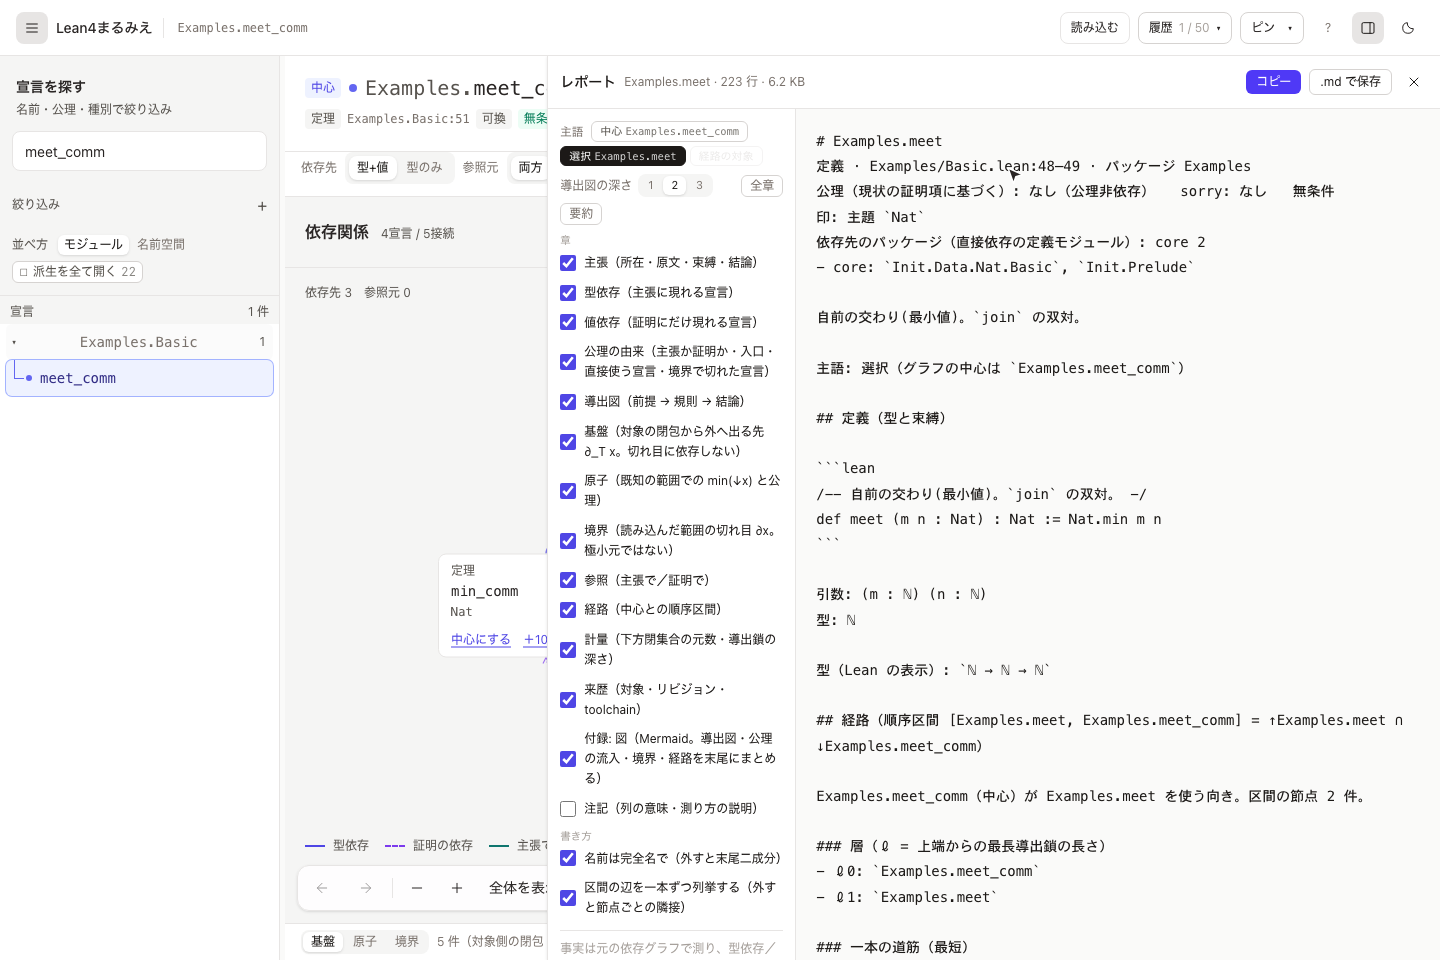 Lean4まるみえ
Examples.meet_comm
読み込む
履歴 1 / 50
ピン
?
宣言を探す
名前・公理・種別で絞り込み
meet_comm
絞り込み
+
並べ方 モジュール 名前空間
派生を全て開く 22
宣言 1 件
Examples.Basic 1
meet_comm
中心 Examples.meet_c
定理 Examples.Basic:51 可換 無条
依存先 型+値 型のみ 参照元 両方
依存関係 4宣言 / 5接続
依存先 3 参照元 0
定理
min_comm
Nat
中心にする +10
型依存 証明の依存 主張で
← → − + 全体を表
基盤 原子 境界 5 件（対象側の閉包
レポート Examples.meet · 223 行 · 6.2 KB
コピー
.md で保存
主語 中心 Examples.meet_comm
選択 Examples.meet 経路の対象
導出図の深さ 1 2 3 全章
要約
章
主張（所在・原文・束縛・結論）
型依存（主張に現れる宣言）
値依存（証明にだけ現れる宣言）
公理の由来（主張か証明か・入口・
直接使う宣言・境界で切れた宣言）
導出図（前提 → 規則 → 結論）
基盤（対象の閉包から外へ出る先
∂_T x。切れ目に依存しない）
原子（既知の範囲での min(↓x) と公
理）
境界（読み込んだ範囲の切れ目 ∂x。
極小元ではない）
参照（主張で／証明で）
経路（中心との順序区間）
計量（下方閉集合の元数・導出鎖の
深さ）
来歴（対象・リビジョン・
toolchain）
付録: 図（Mermaid。導出図・公理
の流入・境界・経路を末尾にまとめ
る）
注記（列の意味・測り方の説明）
書き方
名前は完全名で（外すと末尾二成分）
区間の辺を一本ずつ列挙する（外す
と節点ごとの隣接）
事実は元の依存グラフで測り、型依存／
# Examples.meet
定義 · Examples/Basic.lean:48–49 · パッケージ Examples
公理（現状の証明項に基づく）: なし（公理非依存） sorry: なし 無条件
印: 主題 `Nat`
依存先のパッケージ（直接依存の定義モジュール）: core 2
- core: `Init.Data.Nat.Basic`, `Init.Prelude`
自前の交わり(最小値)。`join` の双対。
主語: 選択（グラフの中心は `Examples.meet_comm`）
## 定義（型と束縛）
```lean
/-- 自前の交わり(最小値)。`join` の双対。 -/
def meet (m n : Nat) : Nat := Nat.min m n
```
引数: (m : ℕ) (n : ℕ)
型: ℕ
型（Lean の表示）: `ℕ → ℕ → ℕ`
## 経路（順序区間 [Examples.meet, Examples.meet_comm] = ↑Examples.meet ∩
↓Examples.meet_comm）
Examples.meet_comm（中心）が Examples.meet を使う向き。区間の節点 2 件。
### 層（ℓ = 上端からの最長導出鎖の長さ）
- ℓ0: `Examples.meet_comm`
- ℓ1: `Examples.meet`
### 一本の道筋（最短）